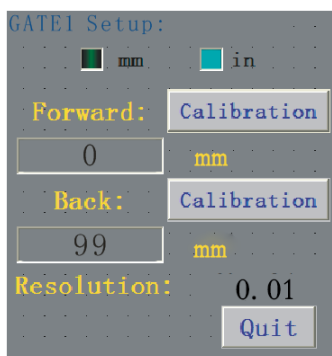 GATE1 Setup:
mm in
Forward: Calibration
0 mm
Back: Calibration
99 mm
Resolution: 0.01
Quit